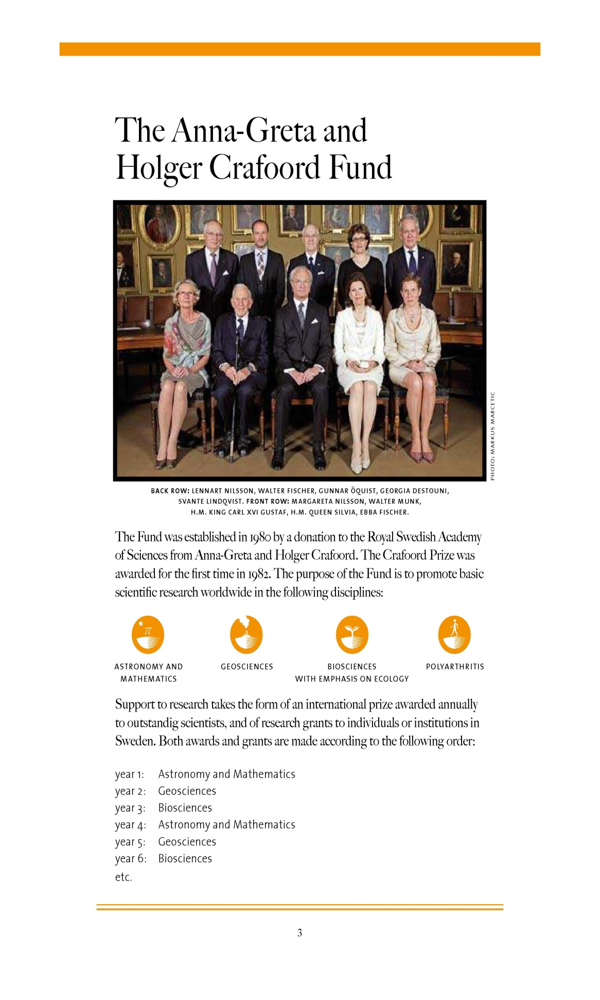 The Anna-Greta and
Holger Crafoord Fund
PHOTO: MARKUS MARCETIC
BACK ROW: LENNART NILSSON, WALTER FISCHER, GUNNAR ÖQUIST, GEORGIA DESTOUNI,
SVANTE LINDQVIST. FRONT ROW: MARGARETA NILSSON, WALTER MUNK,
H.M. KING CARL XVI GUSTAF, H.M. QUEEN SILVIA, EBBA FISCHER.
The Fund was established in 1980 by a donation to the Royal Swedish Academy
of Sciences from Anna-Greta and Holger Crafoord. The Crafoord Prize was
awarded for the first time in 1982. The purpose of the Fund is to promote basic
scientific research worldwide in the following disciplines:
π
ASTRONOMY AND
MATHEMATICS
GEOSCIENCES
BIOSCIENCES
WITH EMPHASIS ON ECOLOGY
POLYARTHRITIS
Support to research takes the form of an international prize awarded annually
to outstandig scientists, and of research grants to individuals or institutions in
Sweden. Both awards and grants are made according to the following order:
year 1: Astronomy and Mathematics
year 2: Geosciences
year 3: Biosciences
year 4: Astronomy and Mathematics
year 5: Geosciences
year 6: Biosciences
etc.
3